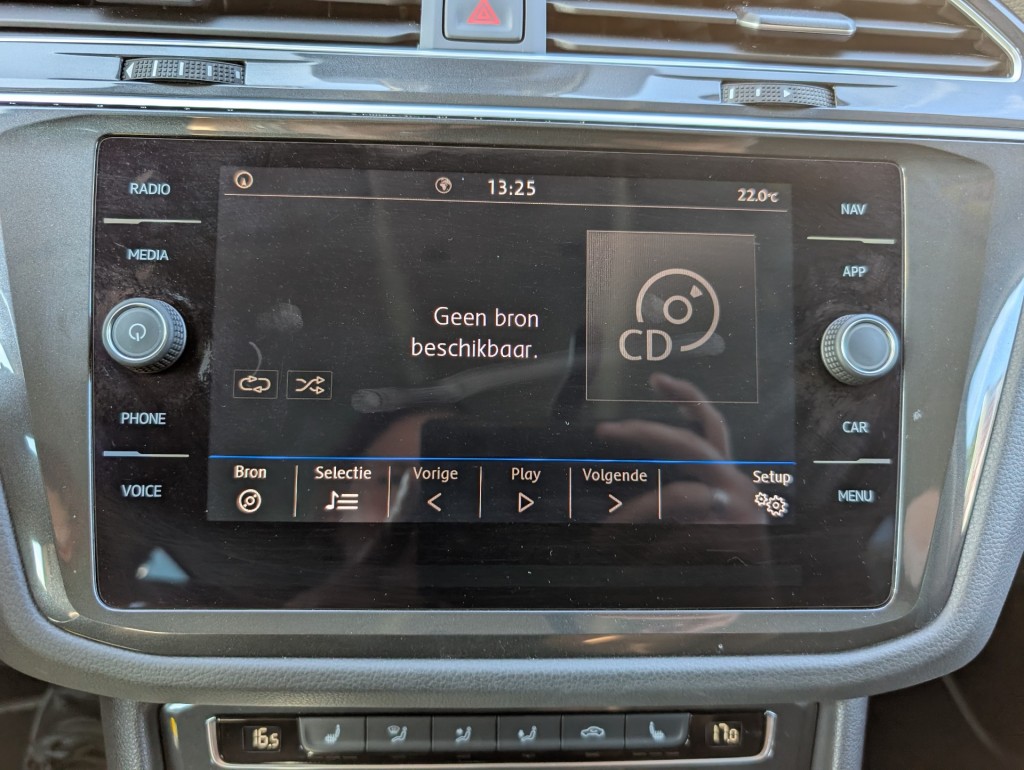 RADIO
MEDIA
PHONE
VOICE
13:25
22.0°C
Geen bron
beschikbaar.
CD
Bron
Selectie
Vorige
Play
Volgende
Setup
NAV
APP
CAR
MENU
16.5
17.0